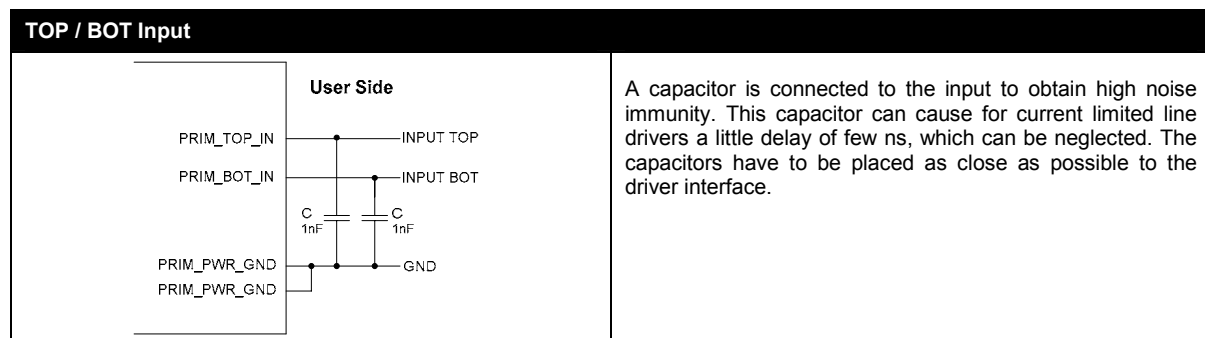 TOP / BOT Input
User Side
PRIM_TOP_IN
INPUT TOP
PRIM_BOT_IN
INPUT BOT
C
1nF
C
1nF
PRIM_PWR_GND
GND
PRIM_PWR_GND
A capacitor is connected to the input to obtain high noise
immunity. This capacitor can cause for current limited line
drivers a little delay of few ns, which can be neglected. The
capacitors have to be placed as close as possible to the
driver interface.